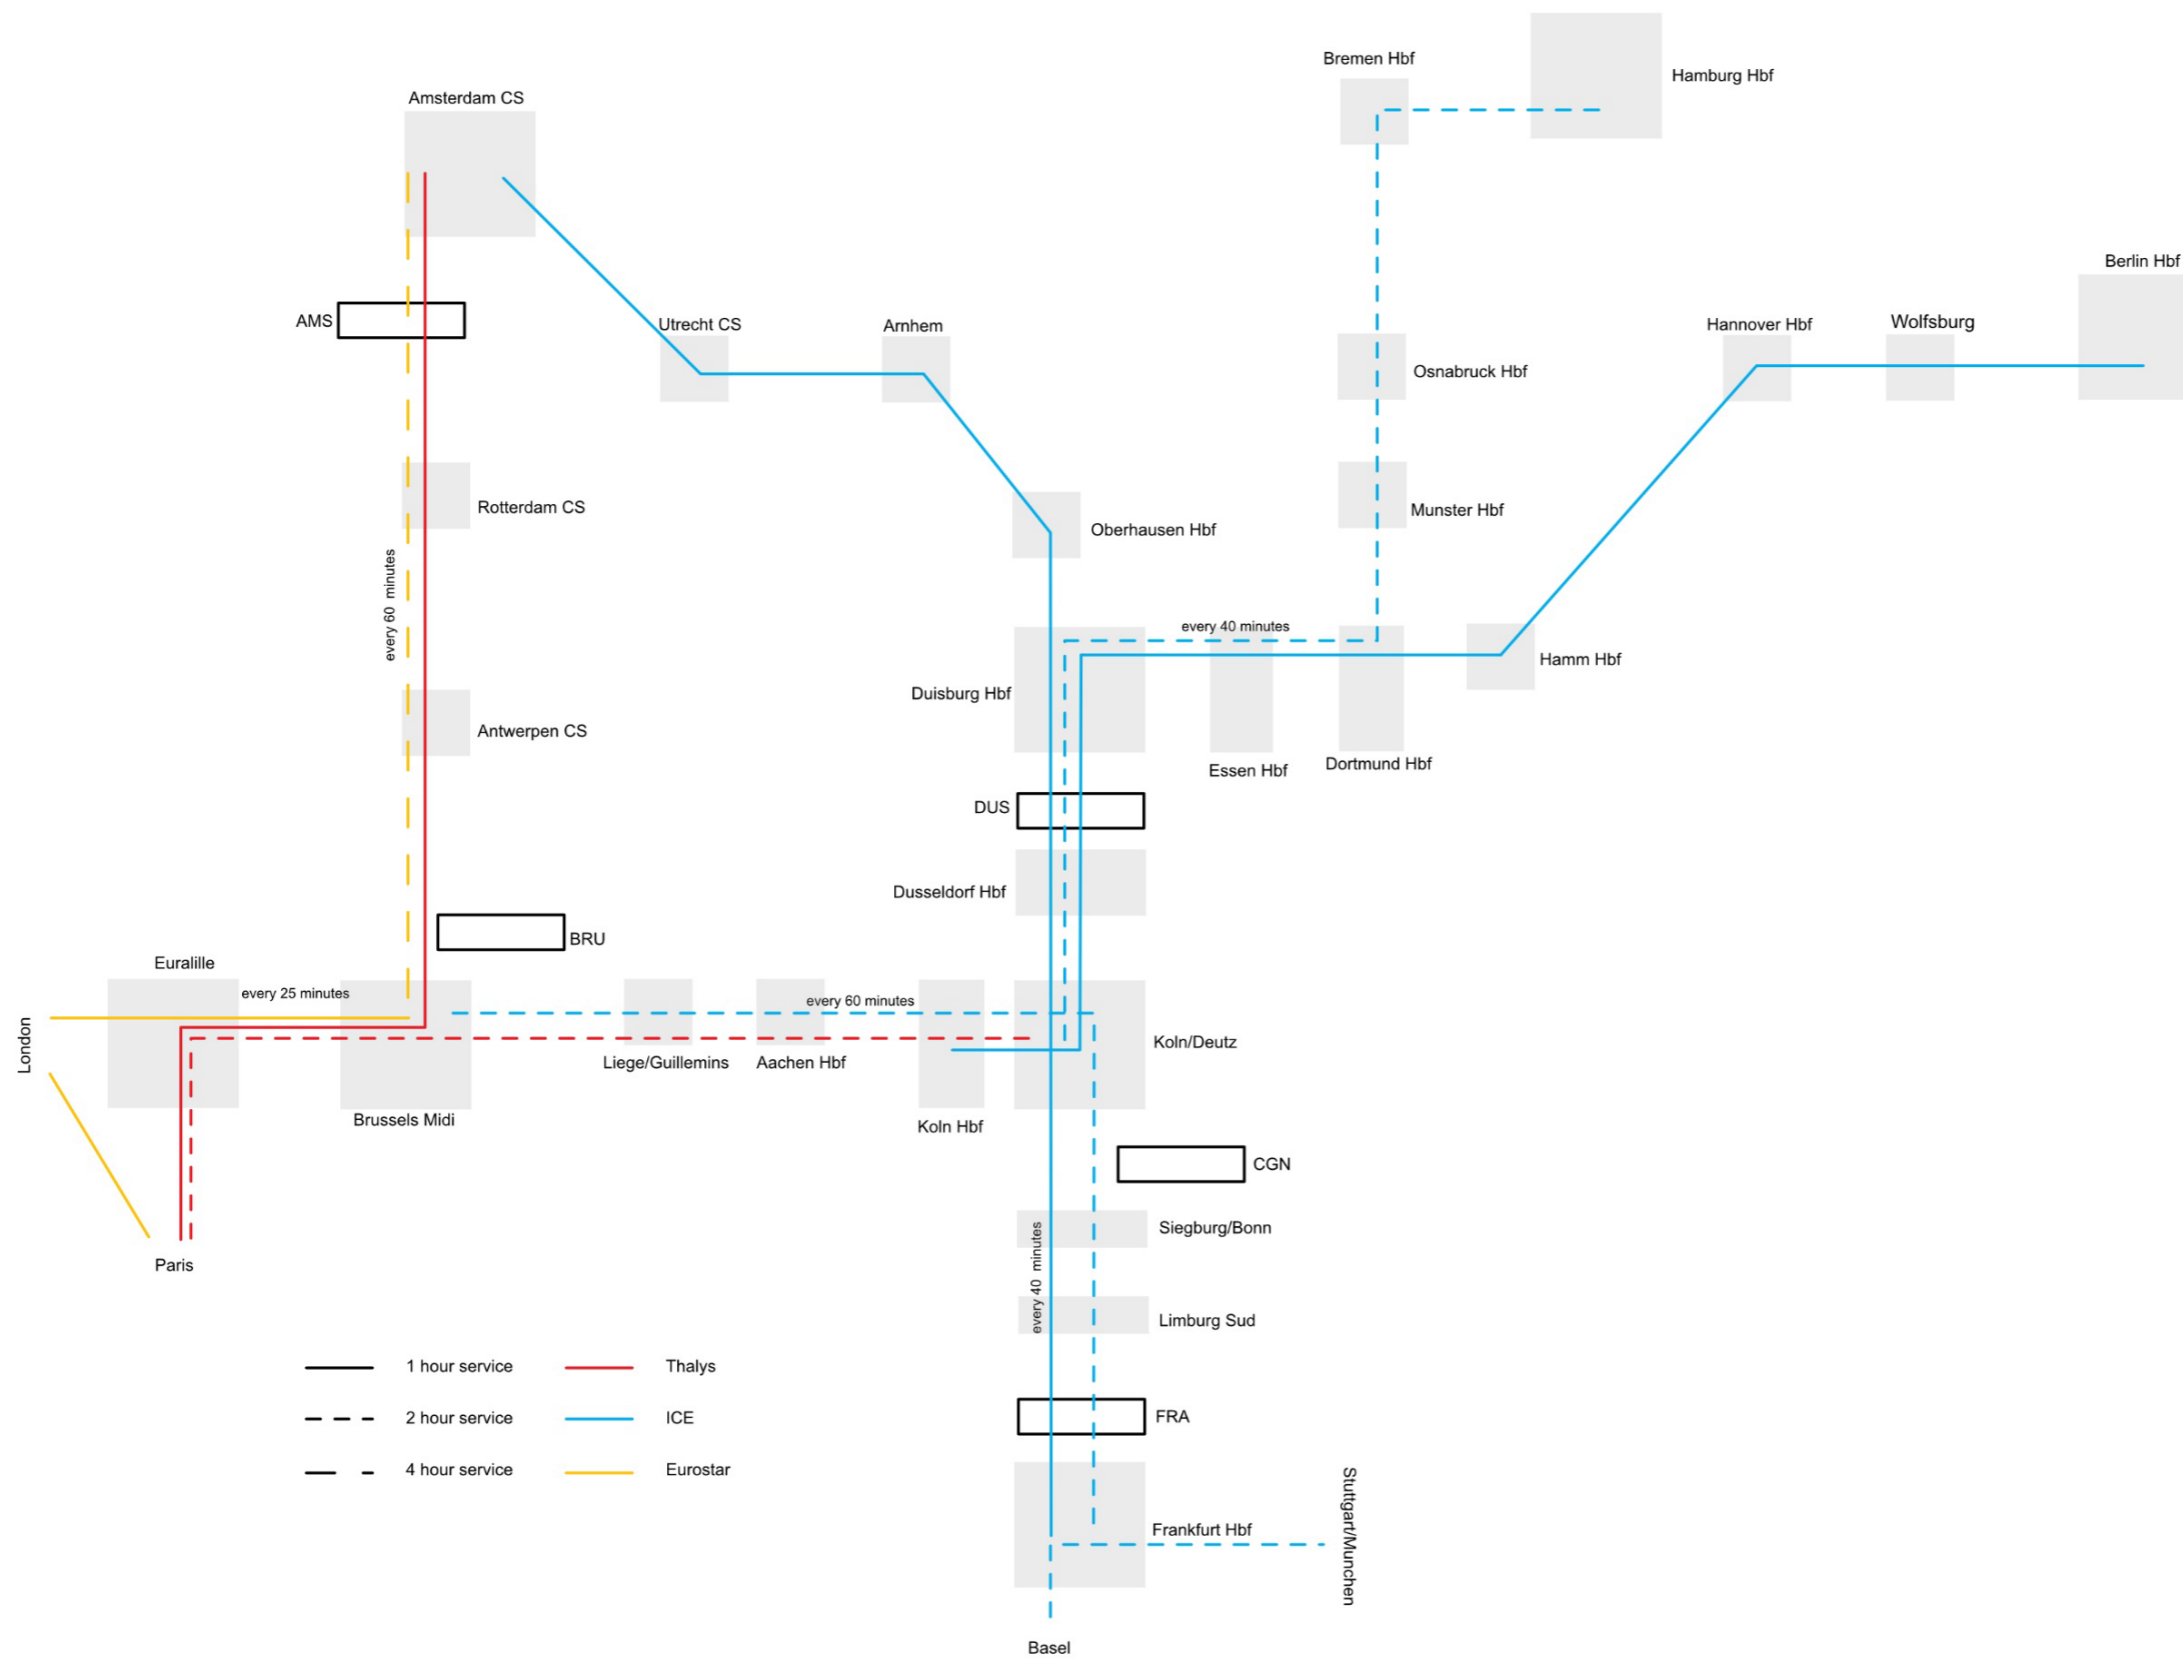 Bremen Hbf
Hamburg Hbf
Amsterdam CS
Berlin Hbf
AMS
Utrecht CS
Arnhem
Hannover Hbf
Wolfsburg
Osnabruck Hbf
Rotterdam CS
Munster Hbf
Oberhausen Hbf
every 60 minutes
every 40 minutes
Hamm Hbf
Duisburg Hbf
Antwerpen CS
Essen Hbf
Dortmund Hbf
DUS
Dusseldorf Hbf
BRU
Euralille
every 25 minutes
every 60 minutes
London
Koln/Deutz
Liege/Guillemins
Aachen Hbf
Brussels Midi
Koln Hbf
CGN
Siegburg/Bonn
Paris
every 40 minutes
Limburg Sud
1 hour service
Thalys
2 hour service
ICE
FRA
4 hour service
Eurostar
Frankfurt Hbf
Stuttgart/Munchen
Basel